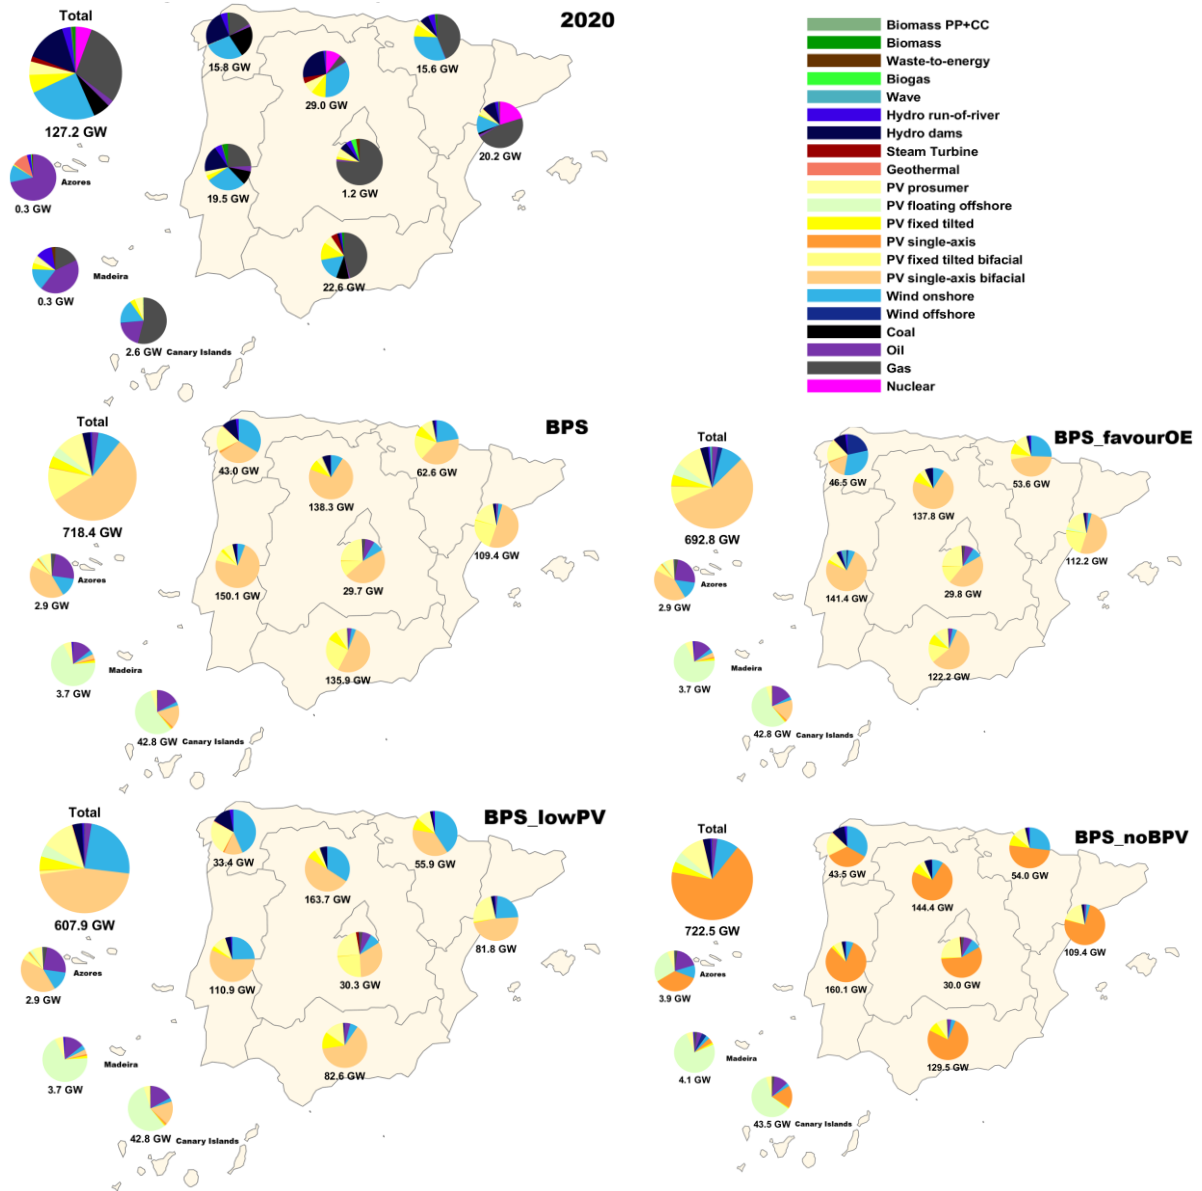 2020
Total
127.2 GW
15.8 GW
29.0 GW
15.6 GW
20.2 GW
19.5 GW
1.2 GW
22.6 GW
Azores
0.3 GW
Madeira
0.3 GW
2.6 GW Canary Islands
Biomass PP+CC
Biomass
Waste-to-energy
Biogas
Wave
Hydro run-of-river
Hydro dams
Steam Turbine
Geothermal
PV prosumer
PV floating offshore
PV fixed tilted
PV single-axis
PV fixed tilted bifacial
PV single-axis bifacial
Wind onshore
Wind offshore
Coal
Oil
Gas
Nuclear
BPS
Total
718.4 GW
43.0 GW
138.3 GW
62.6 GW
109.4 GW
150.1 GW
29.7 GW
135.9 GW
Azores
2.9 GW
Madeira
3.7 GW
42.8 GW Canary Islands
BPS_favourOE
Total
692.8 GW
46.5 GW
137.8 GW
53.6 GW
112.2 GW
141.4 GW
29.8 GW
122.2 GW
Azores
2.9 GW
Madeira
3.7 GW
42.8 GW Canary Islands
BPS_lowPV
Total
607.9 GW
33.4 GW
163.7 GW
55.9 GW
81.8 GW
110.9 GW
30.3 GW
82.6 GW
Azores
2.9 GW
Madeira
3.7 GW
42.8 GW Canary Islands
BPS_noBPV
Total
722.5 GW
43.5 GW
144.4 GW
54.0 GW
109.4 GW
160.1 GW
30.0 GW
129.5 GW
Azores
3.9 GW
Madeira
4.1 GW
43.5 GW Canary Islands